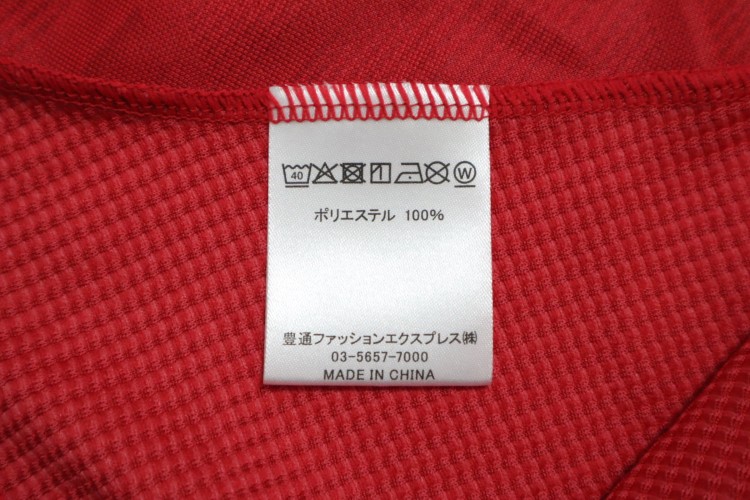 40
ポリエステル 100%
豊通ファッションエクスプレス㈱
03-5657-7000
MADE IN CHINA